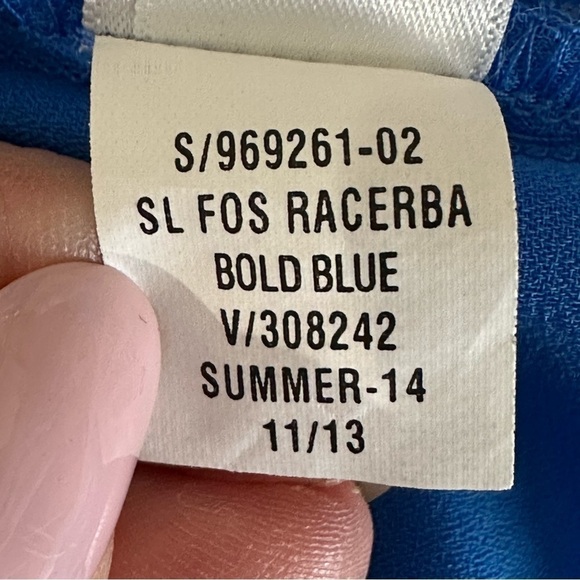 S/969261-02
SL FOS RACERBA
BOLD BLUE
V/308242
SUMMER-14
11/13